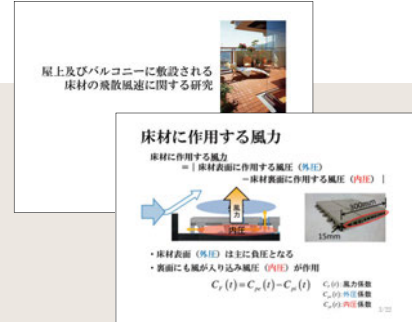 屋上及びバルコニーに敷設される
床材の飛散風速に関する研究
床材に作用する風力
床材に作用する風力
＝｜床材表面に作用する風圧（外圧）
－床材裏面に作用する風圧（内圧）｜
風力
内圧
300mm
15mm
・床材表面（外圧）は主に負圧となる
・裏面にも風が入り込み風圧（内圧）が作用
C_F(t)=C_pe(t)−C_pi(t)
C_F(t):風力係数
C_pe(t):外圧係数
C_pi(t):内圧係数